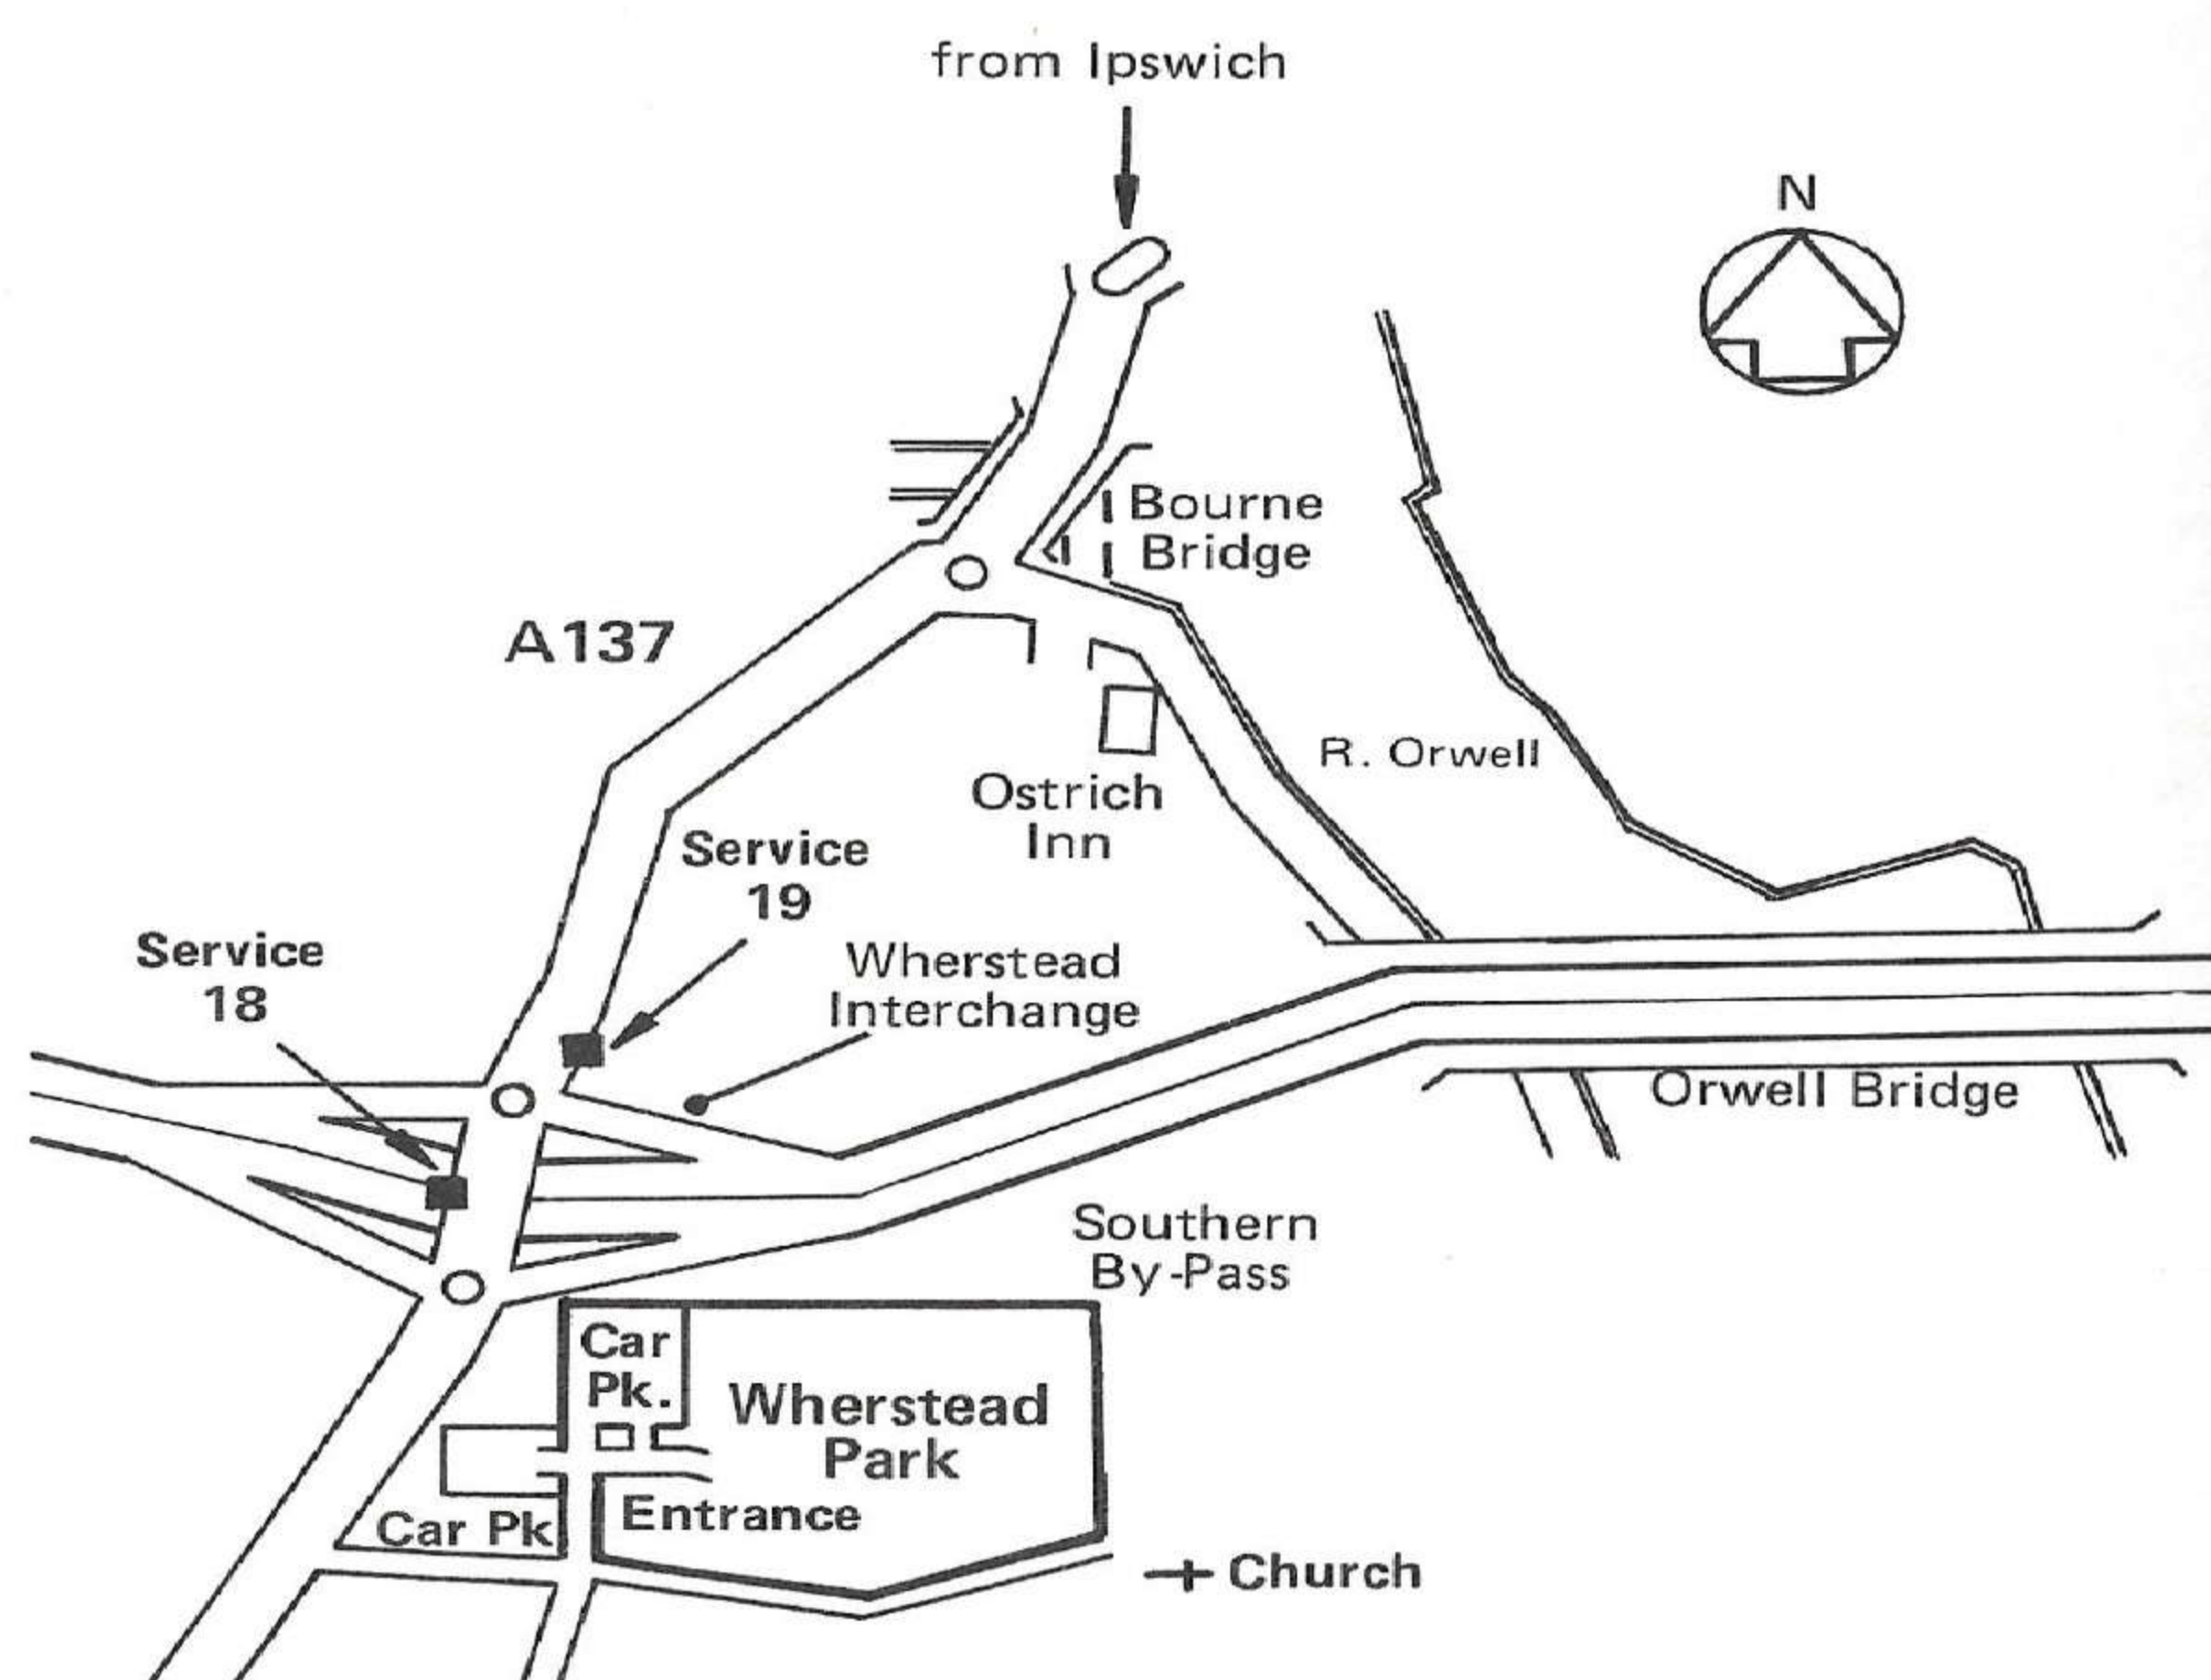 from Ipswich
N
Bourne
Bridge
A137
R. Orwell
Ostrich
Inn
Service
19
Service
18
Wherstead
Interchange
Orwell Bridge
Southern
By-Pass
Car
Pk.
Wherstead
Park
Entrance
Car Pk
Church